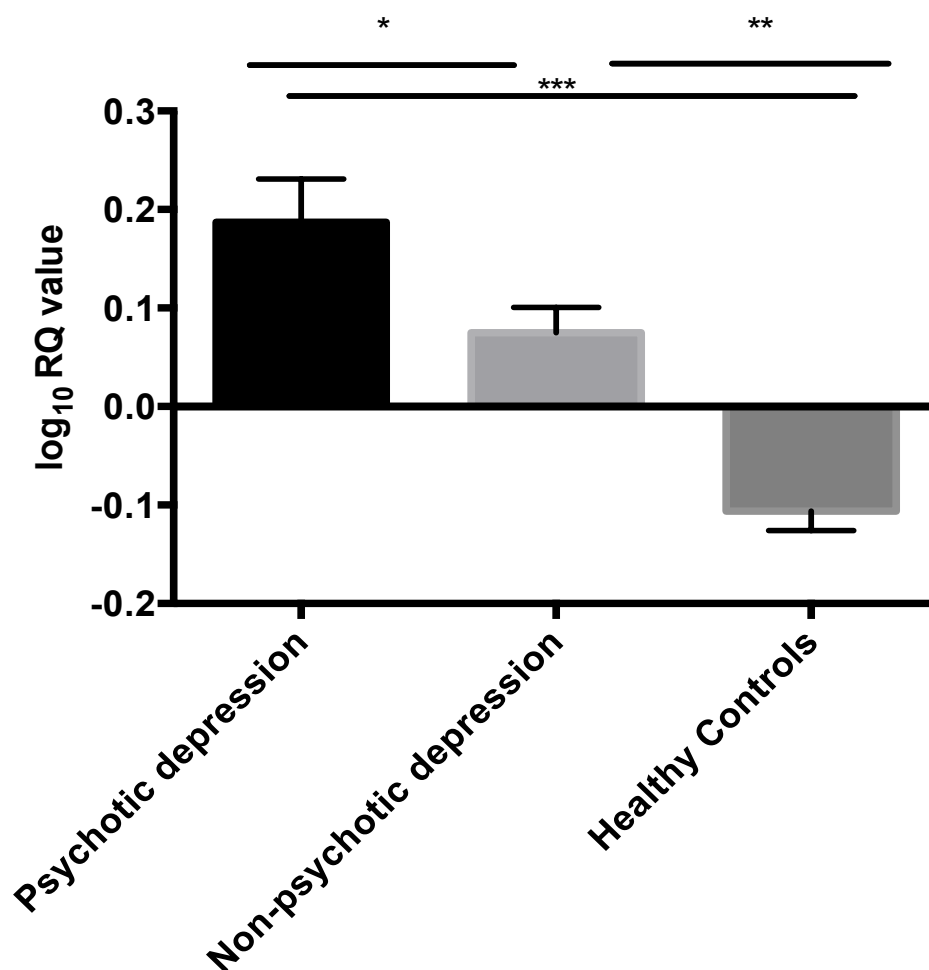 *
**
***
0.3
0.2
0.1
0.0
-0.1
-0.2
log₁₀ RQ value
Psychotic depression
Non-psychotic depression
Healthy Controls